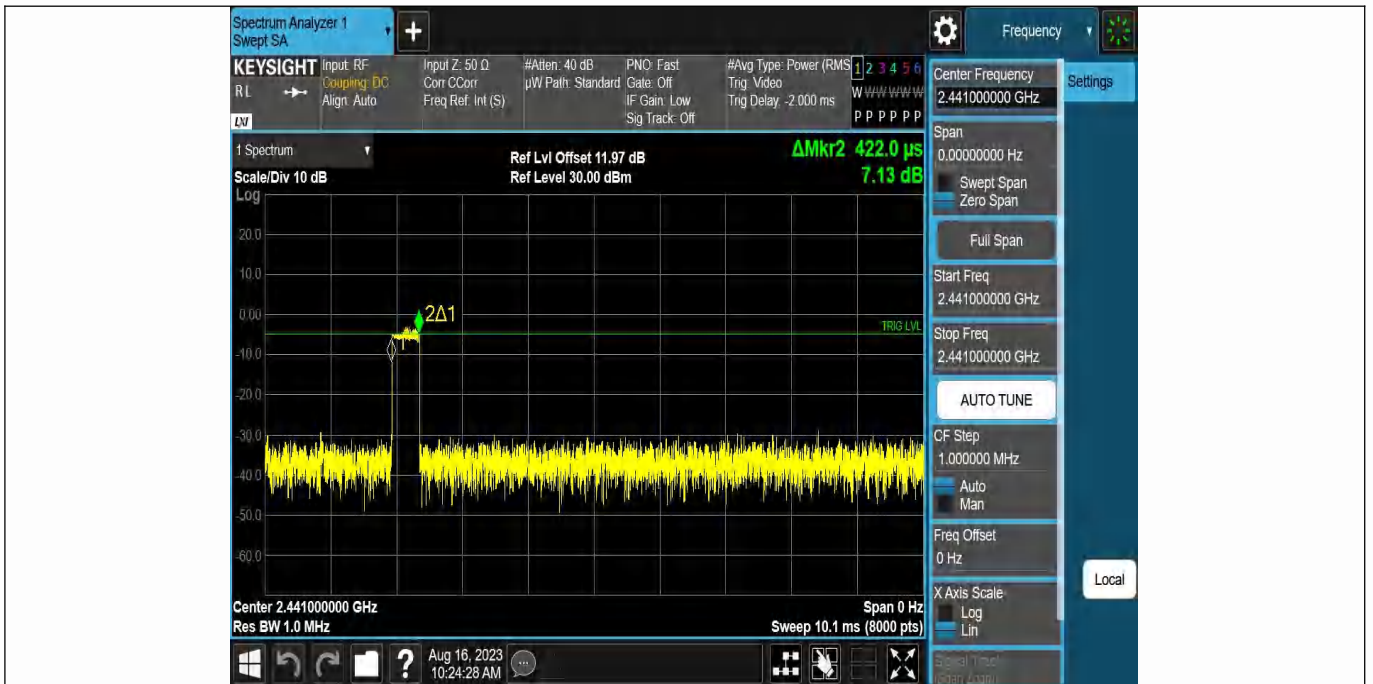 Spectrum Analyzer 1
Swept SA
+
Frequency
KEYSIGHT
RL
LXI
Input: RF
Coupling: DC
Align: Auto
Input Z: 50 Ω
Corr CCorr
Freq Ref: Int (S)
#Atten: 40 dB
µW Path: Standard
PNO: Fast
Gate: Off
IF Gain: Low
Sig Track: Off
#Avg Type: Power (RMS
Trig: Video
Trig Delay: -2.000 ms
1 2 3 4 5 6
W W W W W W
P P P P P P
1 Spectrum
Scale/Div 10 dB
Log
Ref Lvl Offset 11.97 dB
Ref Level 30.00 dBm
ΔMkr2 422.0 µs
7.13 dB
20.0
10.0
0.00
-10.0
-20.0
-30.0
-40.0
-50.0
-60.0
2Δ1
TRIG LVL
Center 2.441000000 GHz
Res BW 1.0 MHz
Span 0 Hz
Sweep 10.1 ms (8000 pts)
Center Frequency
2.441000000 GHz
Settings
Span
0.00000000 Hz
Swept Span
Zero Span
Full Span
Start Freq
2.441000000 GHz
Stop Freq
2.441000000 GHz
AUTO TUNE
CF Step
1.000000 MHz
Auto
Man
Freq Offset
0 Hz
X Axis Scale
Log
Lin
Signal Track
(Span Zoom)
Local
?
Aug 16, 2023
10:24:28 AM